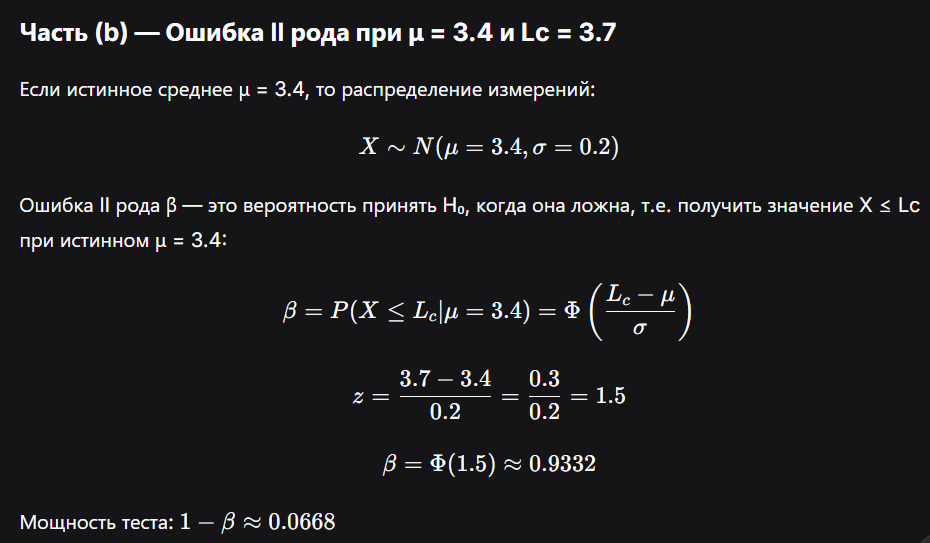 Часть (b) — Ошибка II рода при μ = 3.4 и Lc = 3.7
Если истинное среднее μ = 3.4, то распределение измерений:
X ∼ N(μ = 3.4, σ = 0.2)
Ошибка II рода β — это вероятность принять H₀, когда она ложна, т.е. получить значение X ≤ Lc
при истинном μ = 3.4:
β = P(X ≤ L_c|μ = 3.4) = Φ((L_c − μ)/σ)
z = (3.7 − 3.4)/0.2 = 0.3/0.2 = 1.5
β = Φ(1.5) ≈ 0.9332
Мощность теста: 1 − β ≈ 0.0668